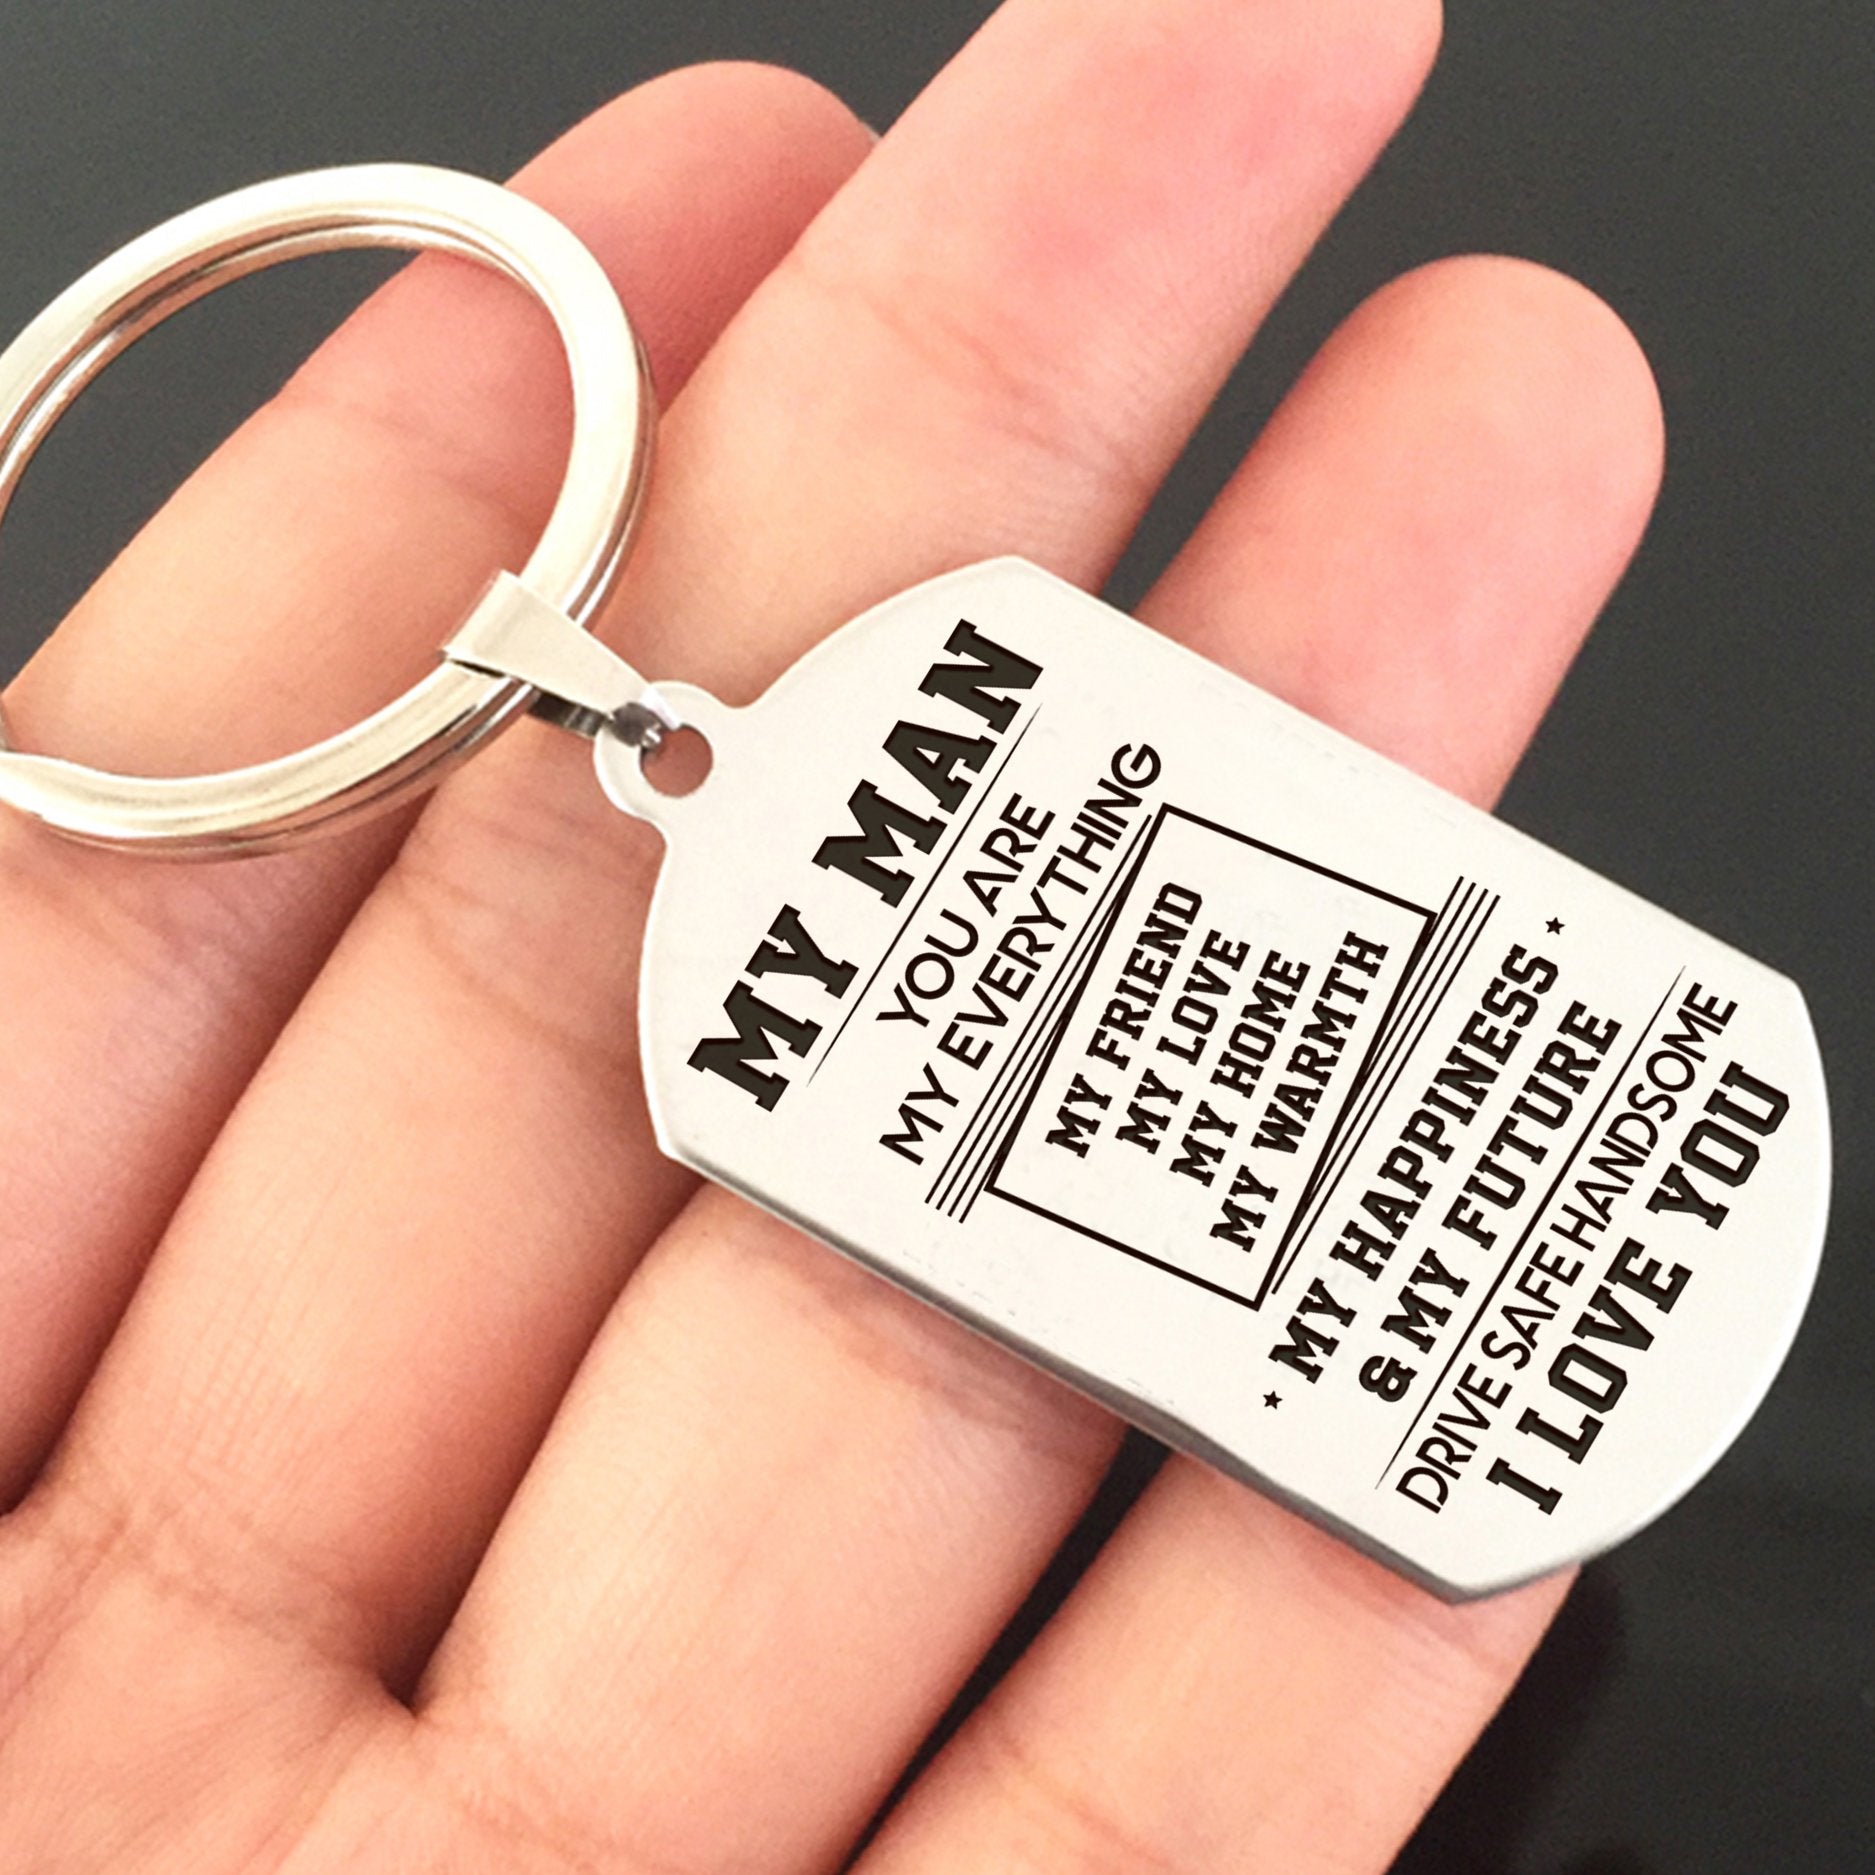 MY MAN
YOU ARE
MY EVERYTHING
MY FRIEND
MY LOVE
MY HOME
MY WARMTH
MY HAPPINESS
& MY FUTURE
DRIVE SAFE HANDSOME
I LOVE YOU